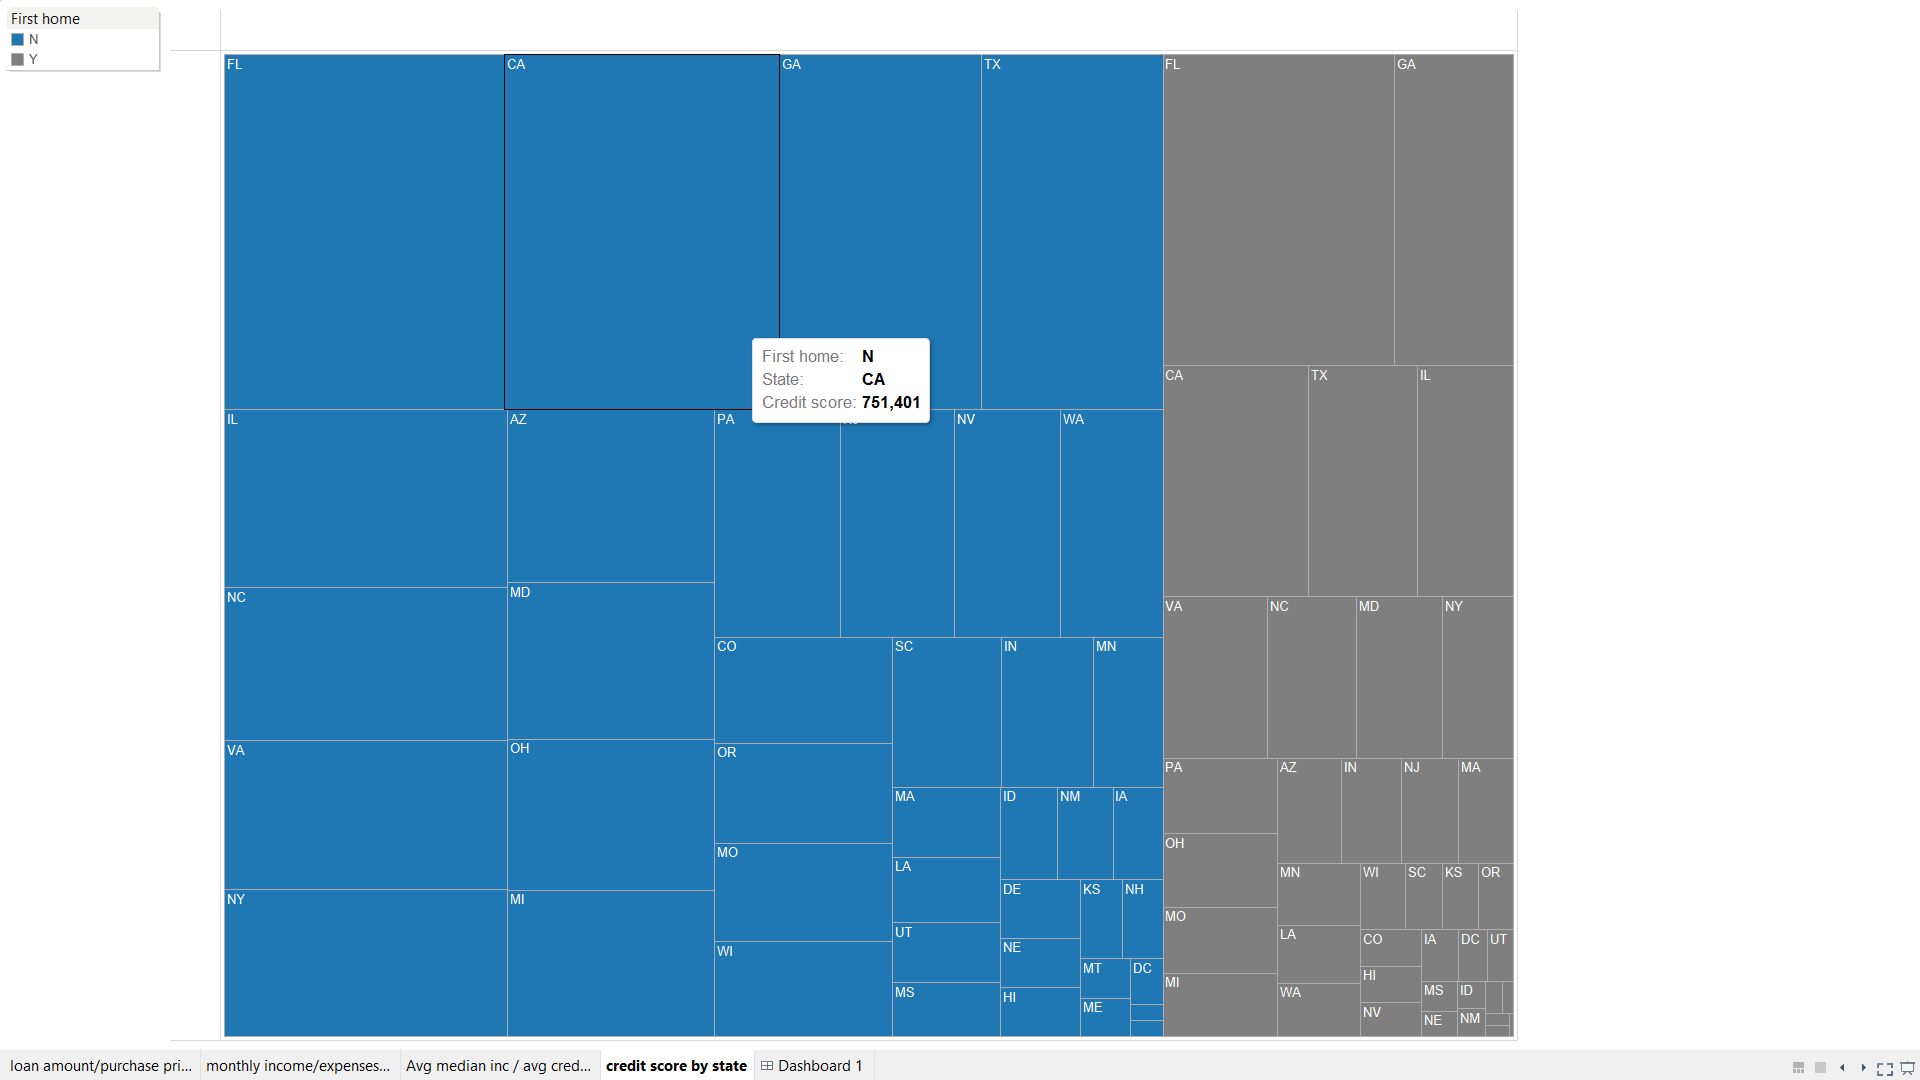 First home
N
Y
FL
CA
GA
TX
FL
GA
First home: N
State: CA
Credit score: 751,401
CA
TX
IL
IL
AZ
PA
NV
WA
NC
MD
VA
NC
MD
NY
CO
SC
IN
MN
VA
OH
OR
PA
AZ
IN
NJ
MA
MA
ID
NM
IA
MO
OH
LA
MN
WI
SC
KS
OR
NY
MI
DE
KS
NH
MO
UT
LA
CO
IA
DC
UT
WI
NE
MT
DC
HI
MI
MS
HI
ME
WA
MS
ID
NV
NE
NM
loan amount/purchase pri...
monthly income/expenses...
Avg median inc / avg cred...
credit score by state
Dashboard 1